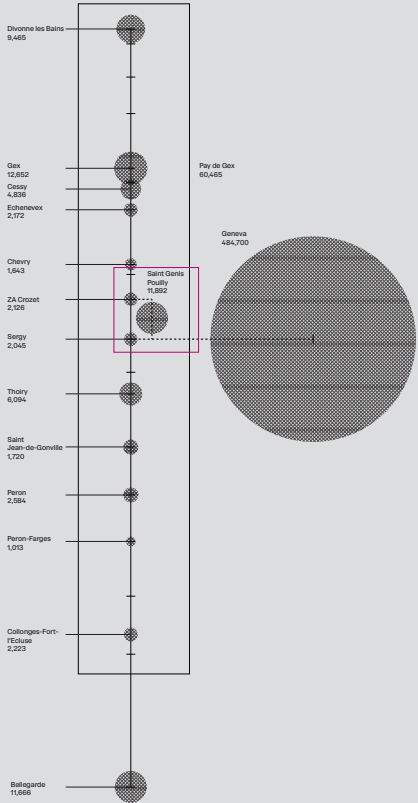 Divonne les Bains
9,465
Gex
12,652
Pay de Gex
60,465
Cessy
4,836
Echenevex
2,172
Geneva
484,700
Chevry
1,643
Saint Genis
Pouilly
11,892
ZA Crozet
2,126
Sergy
2,045
Thoiry
6,094
Saint
Jean-de-Gonville
1,720
Peron
2,584
Peron-Farges
1,013
Collonges-Fort-
l'Ecluse
2,223
Bellegarde
11,666